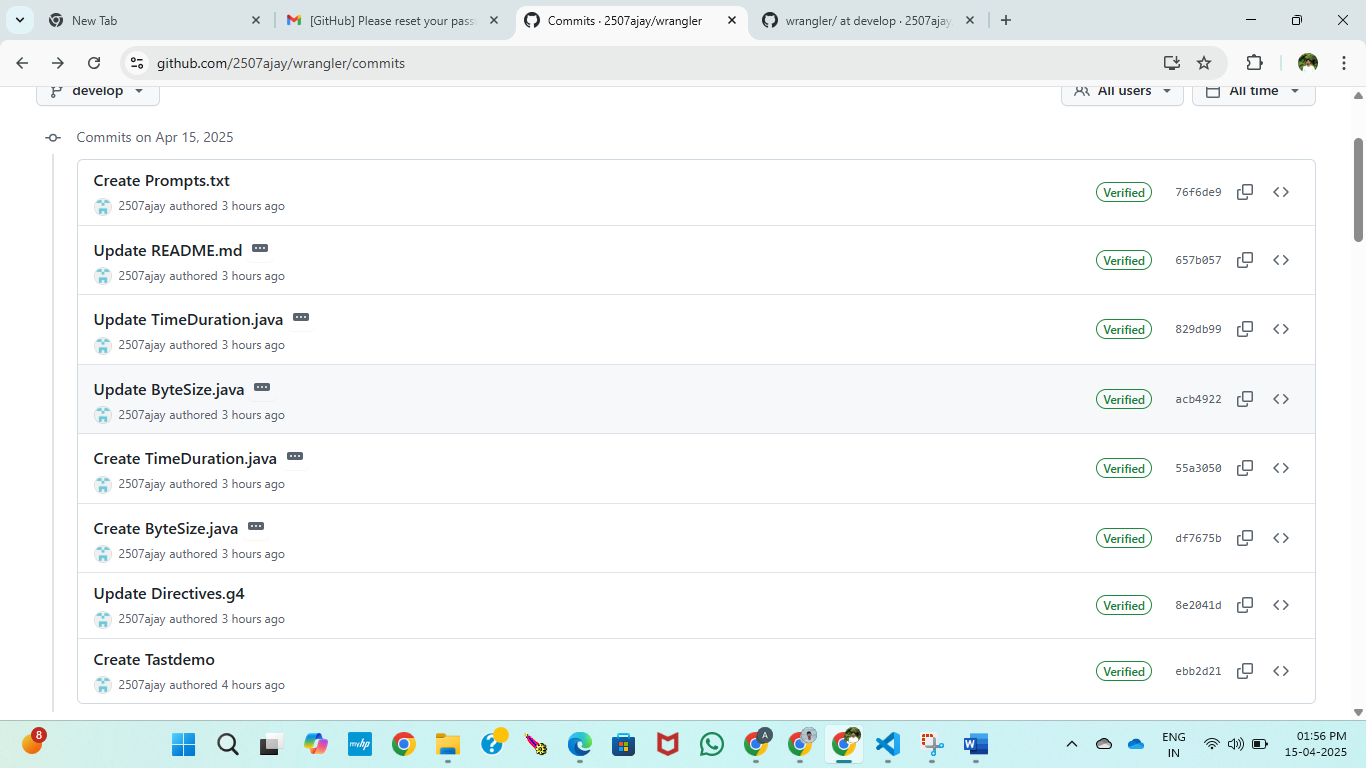 New Tab
[GitHub] Please reset your pass
Commits · 2507ajay/wrangler
wrangler/ at develop · 2507ajay
github.com/2507ajay/wrangler/commits
develop
All users
All time
Commits on Apr 15, 2025
Create Prompts.txt
2507ajay authored 3 hours ago
Verified
76f6de9
Update README.md
2507ajay authored 3 hours ago
Verified
657b057
Update TimeDuration.java
2507ajay authored 3 hours ago
Verified
829db99
Update ByteSize.java
2507ajay authored 3 hours ago
Verified
acb4922
Create TimeDuration.java
2507ajay authored 3 hours ago
Verified
55a3050
Create ByteSize.java
2507ajay authored 3 hours ago
Verified
df7675b
Update Directives.g4
2507ajay authored 3 hours ago
Verified
8e2041d
Create Tastdemo
2507ajay authored 4 hours ago
Verified
ebb2d21
8
myhp
A
ENG
IN
01:56 PM
15-04-2025